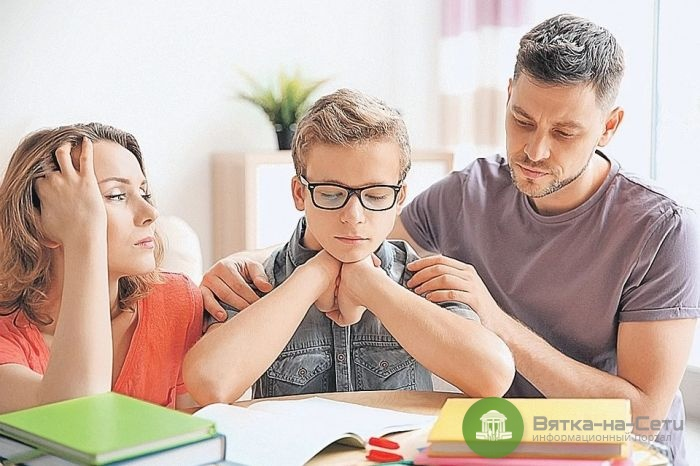 Вятка-на-Сети
информационный портал